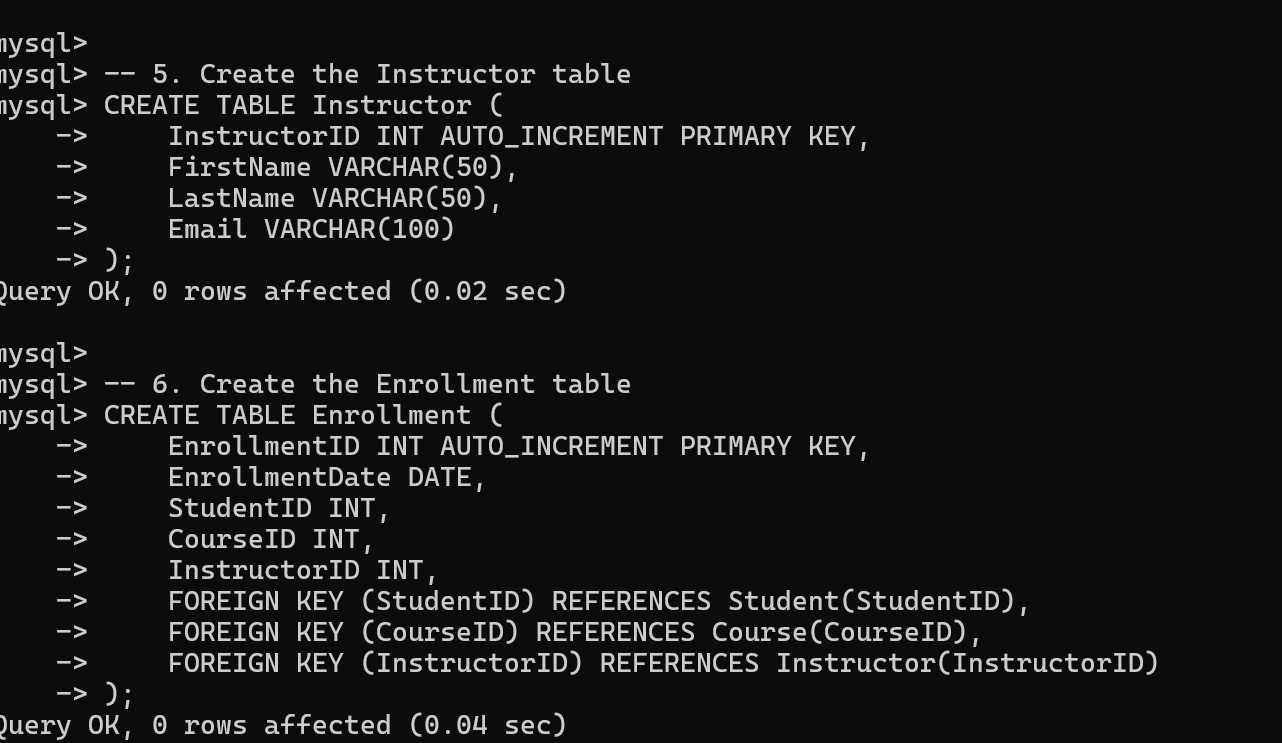 mysql>
mysql> -- 5. Create the Instructor table
mysql> CREATE TABLE Instructor (
    ->     InstructorID INT AUTO_INCREMENT PRIMARY KEY,
    ->     FirstName VARCHAR(50),
    ->     LastName VARCHAR(50),
    ->     Email VARCHAR(100)
    -> );
Query OK, 0 rows affected (0.02 sec)
mysql>
mysql> -- 6. Create the Enrollment table
mysql> CREATE TABLE Enrollment (
    ->     EnrollmentID INT AUTO_INCREMENT PRIMARY KEY,
    ->     EnrollmentDate DATE,
    ->     StudentID INT,
    ->     CourseID INT,
    ->     InstructorID INT,
    ->     FOREIGN KEY (StudentID) REFERENCES Student(StudentID),
    ->     FOREIGN KEY (CourseID) REFERENCES Course(CourseID),
    ->     FOREIGN KEY (InstructorID) REFERENCES Instructor(InstructorID)
    -> );
Query OK, 0 rows affected (0.04 sec)